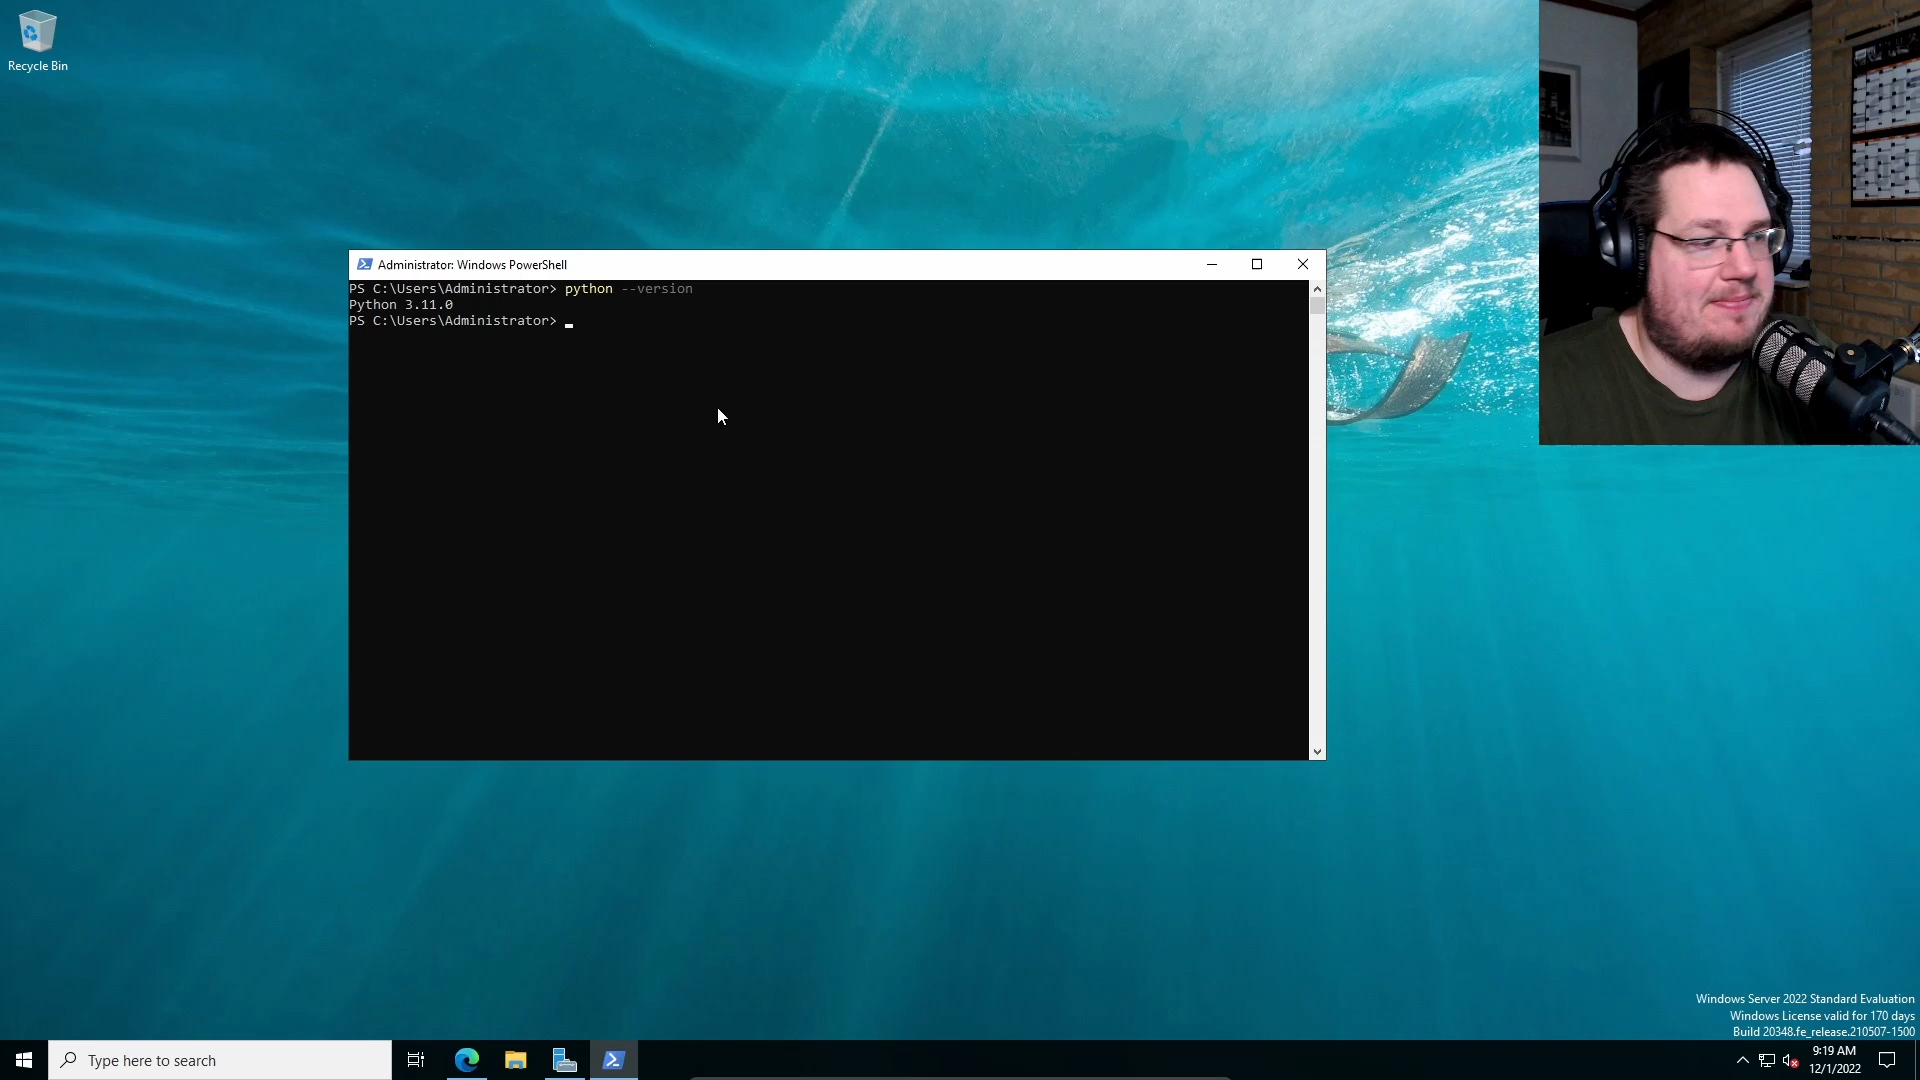 Recycle Bin
Administrator: Windows PowerShell
PS C:\Users\Administrator> python --version
Python 3.11.0
PS C:\Users\Administrator>
Windows Server 2022 Standard Evaluation
Windows License valid for 170 days
Build 20348.fe_release.210507-1500
Type here to search
9:19 AM
12/1/2022